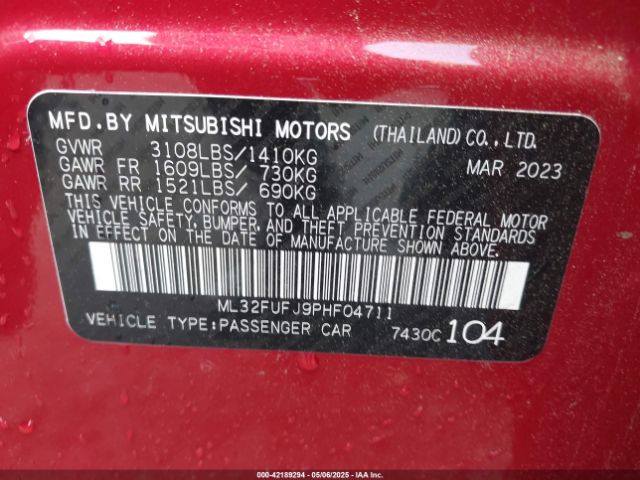 MFD.BY MITSUBISHI MOTORS (THAILAND)CO.,LTD.
GVWR 3108LBS/1410KG MAR 2023
GAWR FR 1609LBS/ 730KG
GAWR RR 1521LBS/ 690KG
THIS VEHICLE CONFORMS TO ALL APPLICABLE FEDERAL MOTOR
VEHICLE SAFETY, BUMPER, AND THEFT PREVENTION STANDARDS
IN EFFECT ON THE DATE OF MANUFACTURE SHOWN ABOVE.
ML32FUFJ9PHF04711
VEHICLE TYPE:PASSENGER CAR 7430C 104
000-42189294 05/06/2025 IAA Inc.